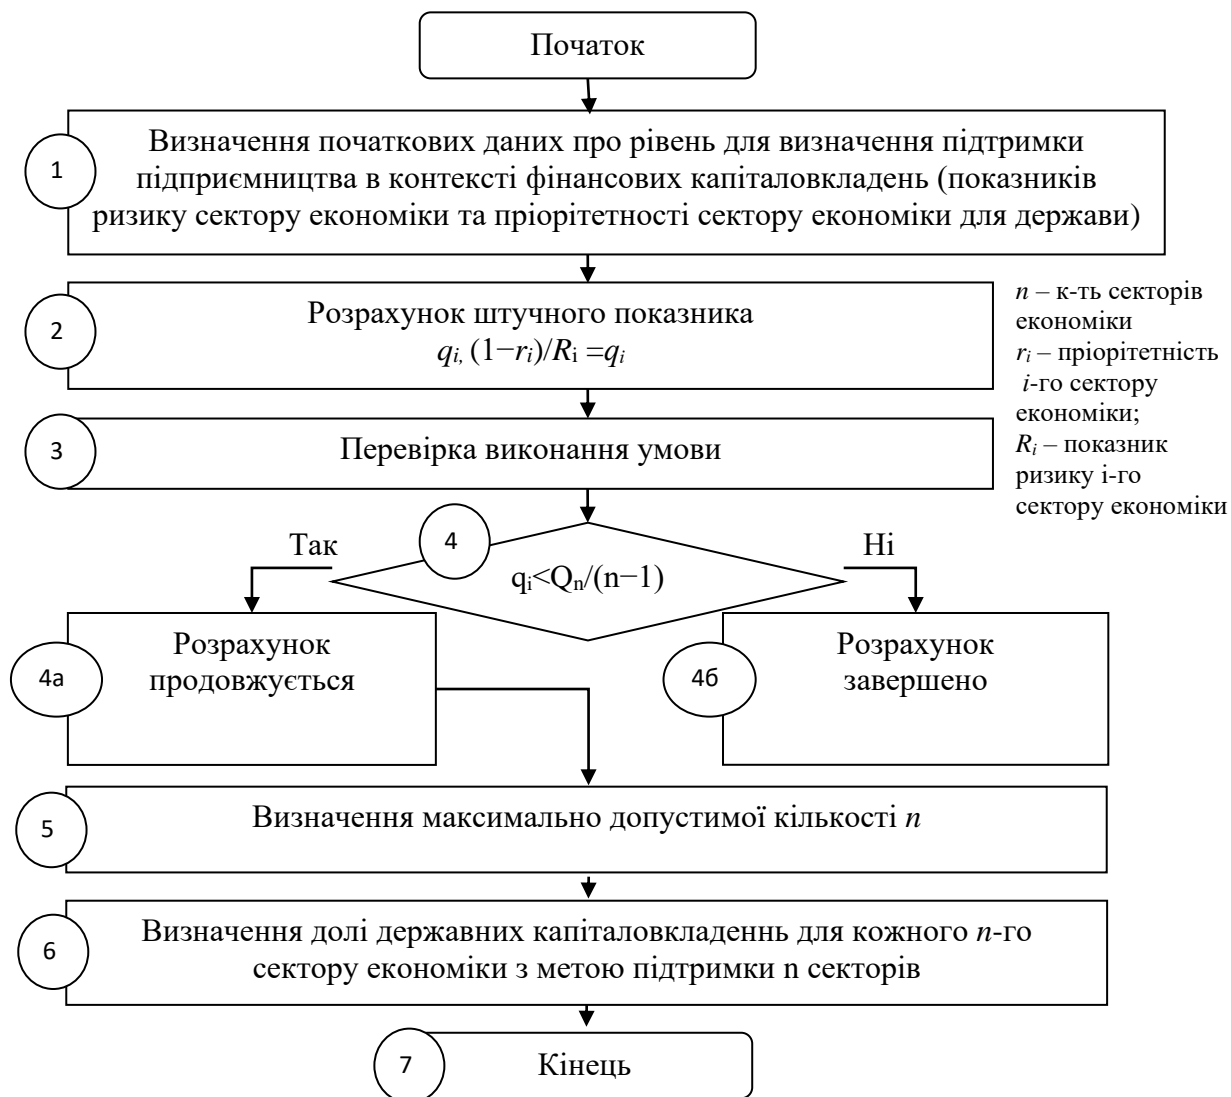 Початок
1
Визначення початкових даних про рівень для визначення підтримки
підприємництва в контексті фінансових капіталовкладень (показників
ризику сектору економіки та пріорітетності сектору економіки для держави)
2
Розрахунок штучного показника
qi, (1−ri)/Ri =qi
n – к-ть секторів
економіки
ri – пріорітетність
i-го сектору
економіки;
Ri – показник
ризику і-го
сектору економіки
3
Перевірка виконання умови
4
Так
qi<Qn/(n−1)
Ні
4а
Розрахунок
продовжується
4б
Розрахунок
завершено
5
Визначення максимально допустимої кількості n
6
Визначення долі державних капіталовкладеннь для кожного n-го
сектору економіки з метою підтримки n секторів
7
Кінець